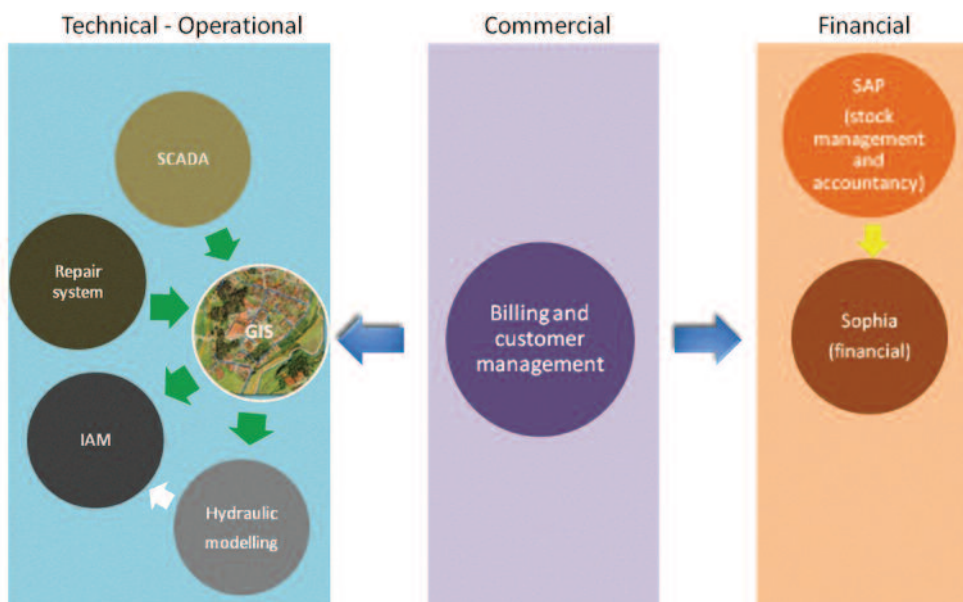 Technical - Operational
SCADA
Repair
system
GIS
IAM
Hydraulic
modelling
Commercial
Billing and
customer
management
Financial
SAP
(stock
management
and
accountancy)
Sophia
(financial)